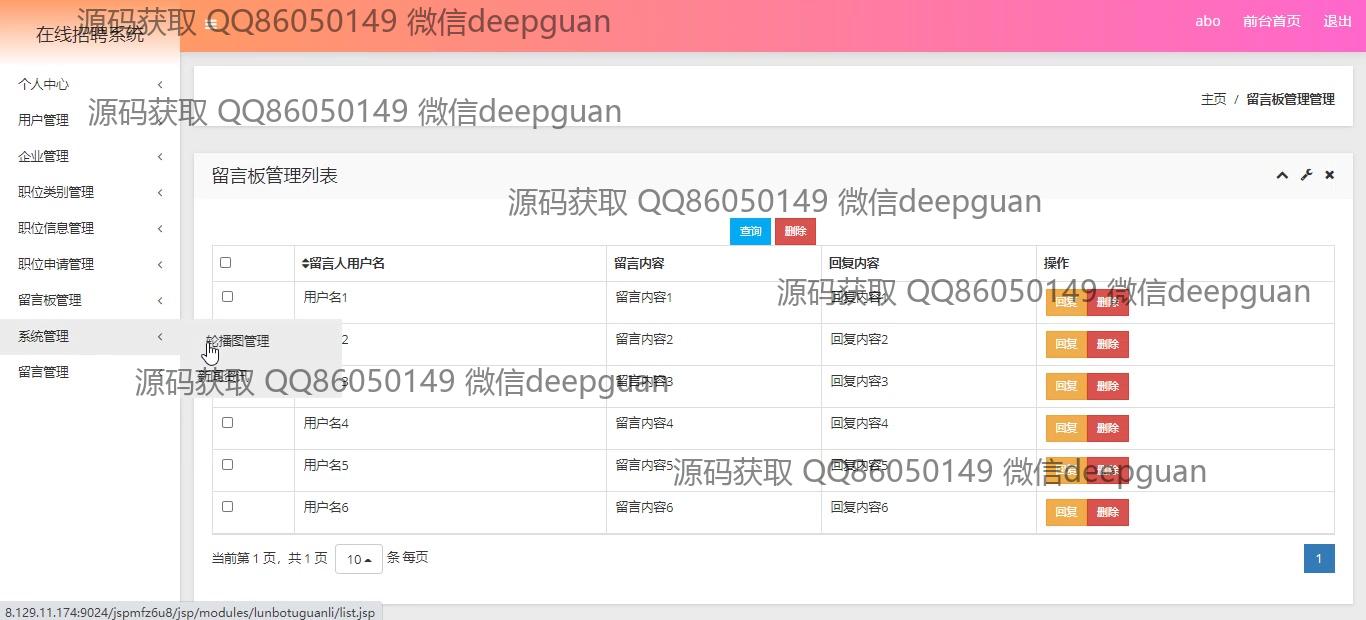 在线招聘系统
源码获取 QQ86050149 微信deepguan
abo 前台首页 退出
个人中心
用户管理
企业管理
职位类别管理
职位信息管理
职位申请管理
留言板管理
系统管理
留言管理
轮播图管理
新闻资讯
源码获取 QQ86050149 微信deepguan
主页 / 留言板管理管理
留言板管理列表
源码获取 QQ86050149 微信deepguan
查询 删除
留言人用户名 留言内容 回复内容 操作
源码获取 QQ86050149 微信deepguan
用户名1 留言内容1 回复内容1 回复 删除
2 留言内容2 回复内容2 回复 删除
源码获取 QQ86050149 微信deepguan
3 留言内容3 回复内容3 回复 删除
用户名4 留言内容4 回复内容4 回复 删除
用户名5 留言内容5 回复内容5 回复 删除
源码获取 QQ86050149 微信deepguan
用户名6 留言内容6 回复内容6 回复 删除
当前第 1 页，共 1 页 10 条 每页
1
8.129.11.174:9024/jspmfz6u8/jsp/modules/lunbotuguanli/list.jsp